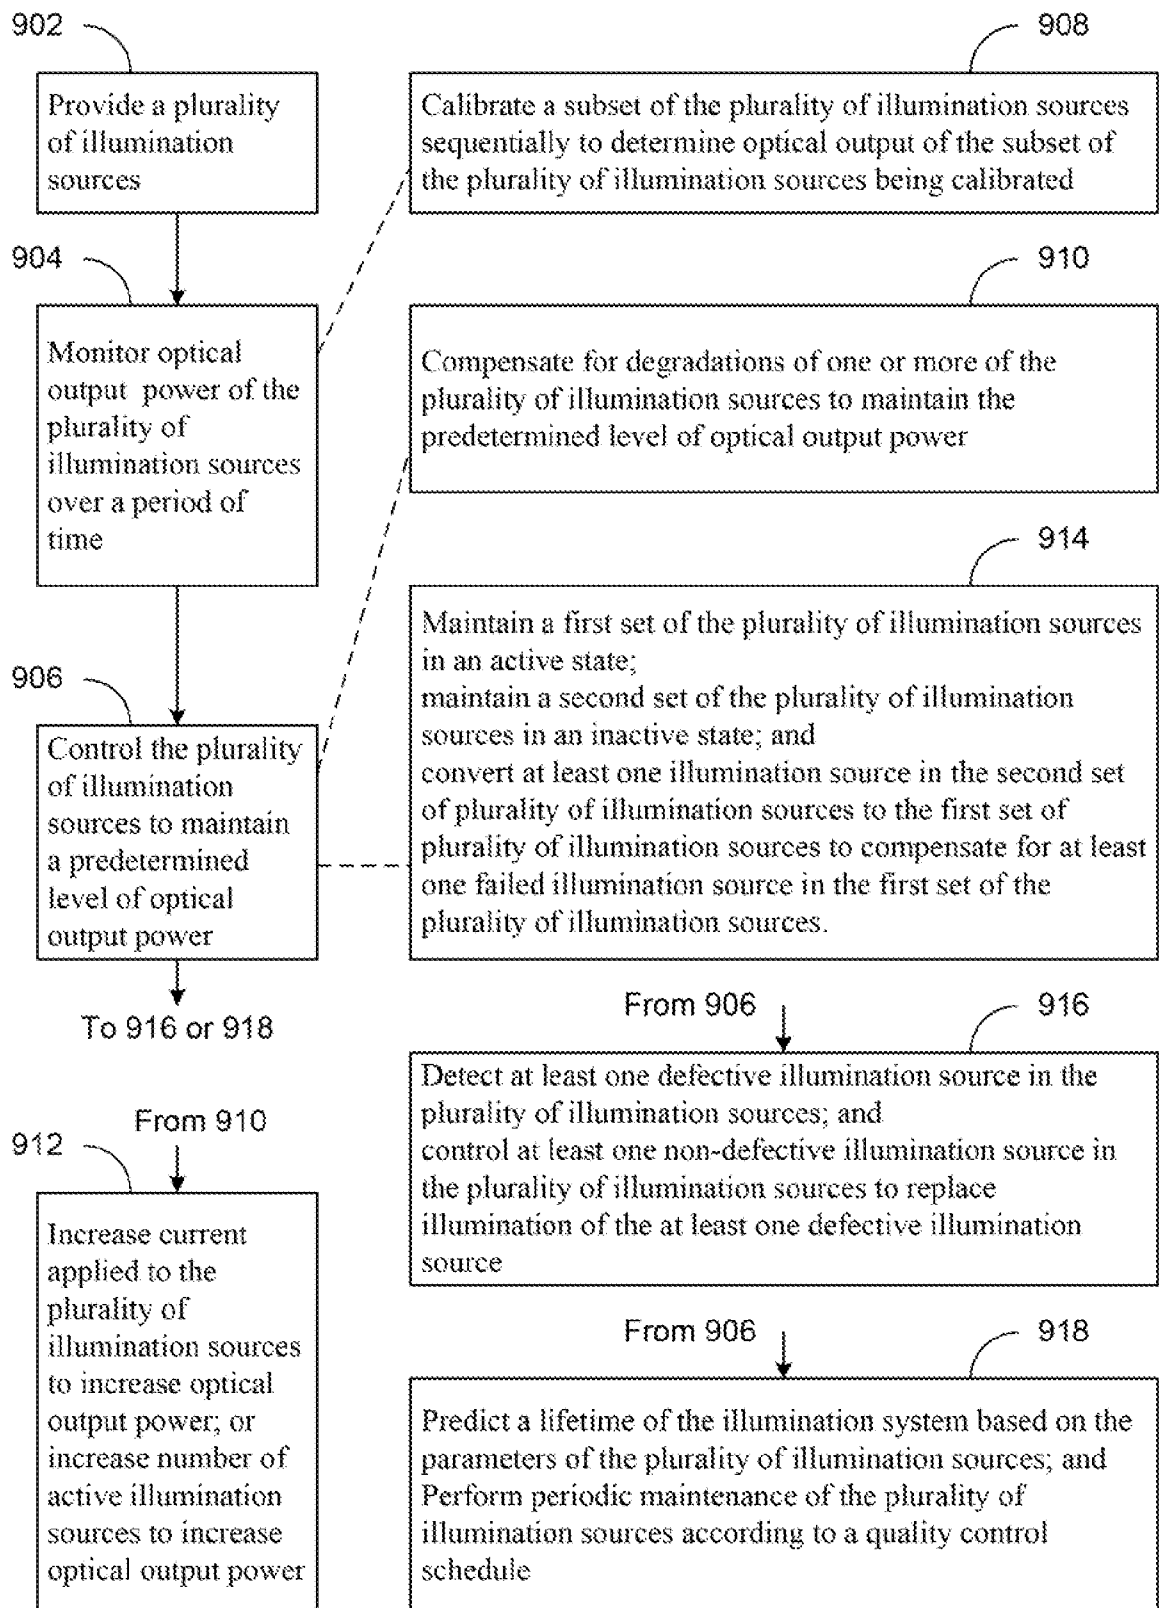 902
Provide a plurality
of illumination
sources
904
Monitor optical
output power of the
plurality of
illumination sources
over a period of
time
906
Control the plurality
of illumination
sources to maintain
a predetermined
level of optical
output power
To 916 or 918
From 910
912
Increase current
applied to the
plurality of
illumination sources
to increase optical
output power; or
increase number of
active illumination
sources to increase
optical output power
908
Calibrate a subset of the plurality of illumination sources
sequentially to determine optical output of the subset of
the plurality of illumination sources being calibrated
910
Compensate for degradations of one or more of the
plurality of illumination sources to maintain the
predetermined level of optical output power
914
Maintain a first set of the plurality of illumination sources
in an active state;
maintain a second set of the plurality of illumination
sources in an inactive state; and
convert at least one illumination source in the second set
of plurality of illumination sources to the first set of
plurality of illumination sources to compensate for at least
one failed illumination source in the first set of the
plurality of illumination sources.
From 906
916
Detect at least one defective illumination source in the
plurality of illumination sources; and
control at least one non-defective illumination source in
the plurality of illumination sources to replace
illumination of the at least one defective illumination
source
From 906
918
Predict a lifetime of the illumination system based on the
parameters of the plurality of illumination sources; and
Perform periodic maintenance of the plurality of
illumination sources according to a quality control
schedule